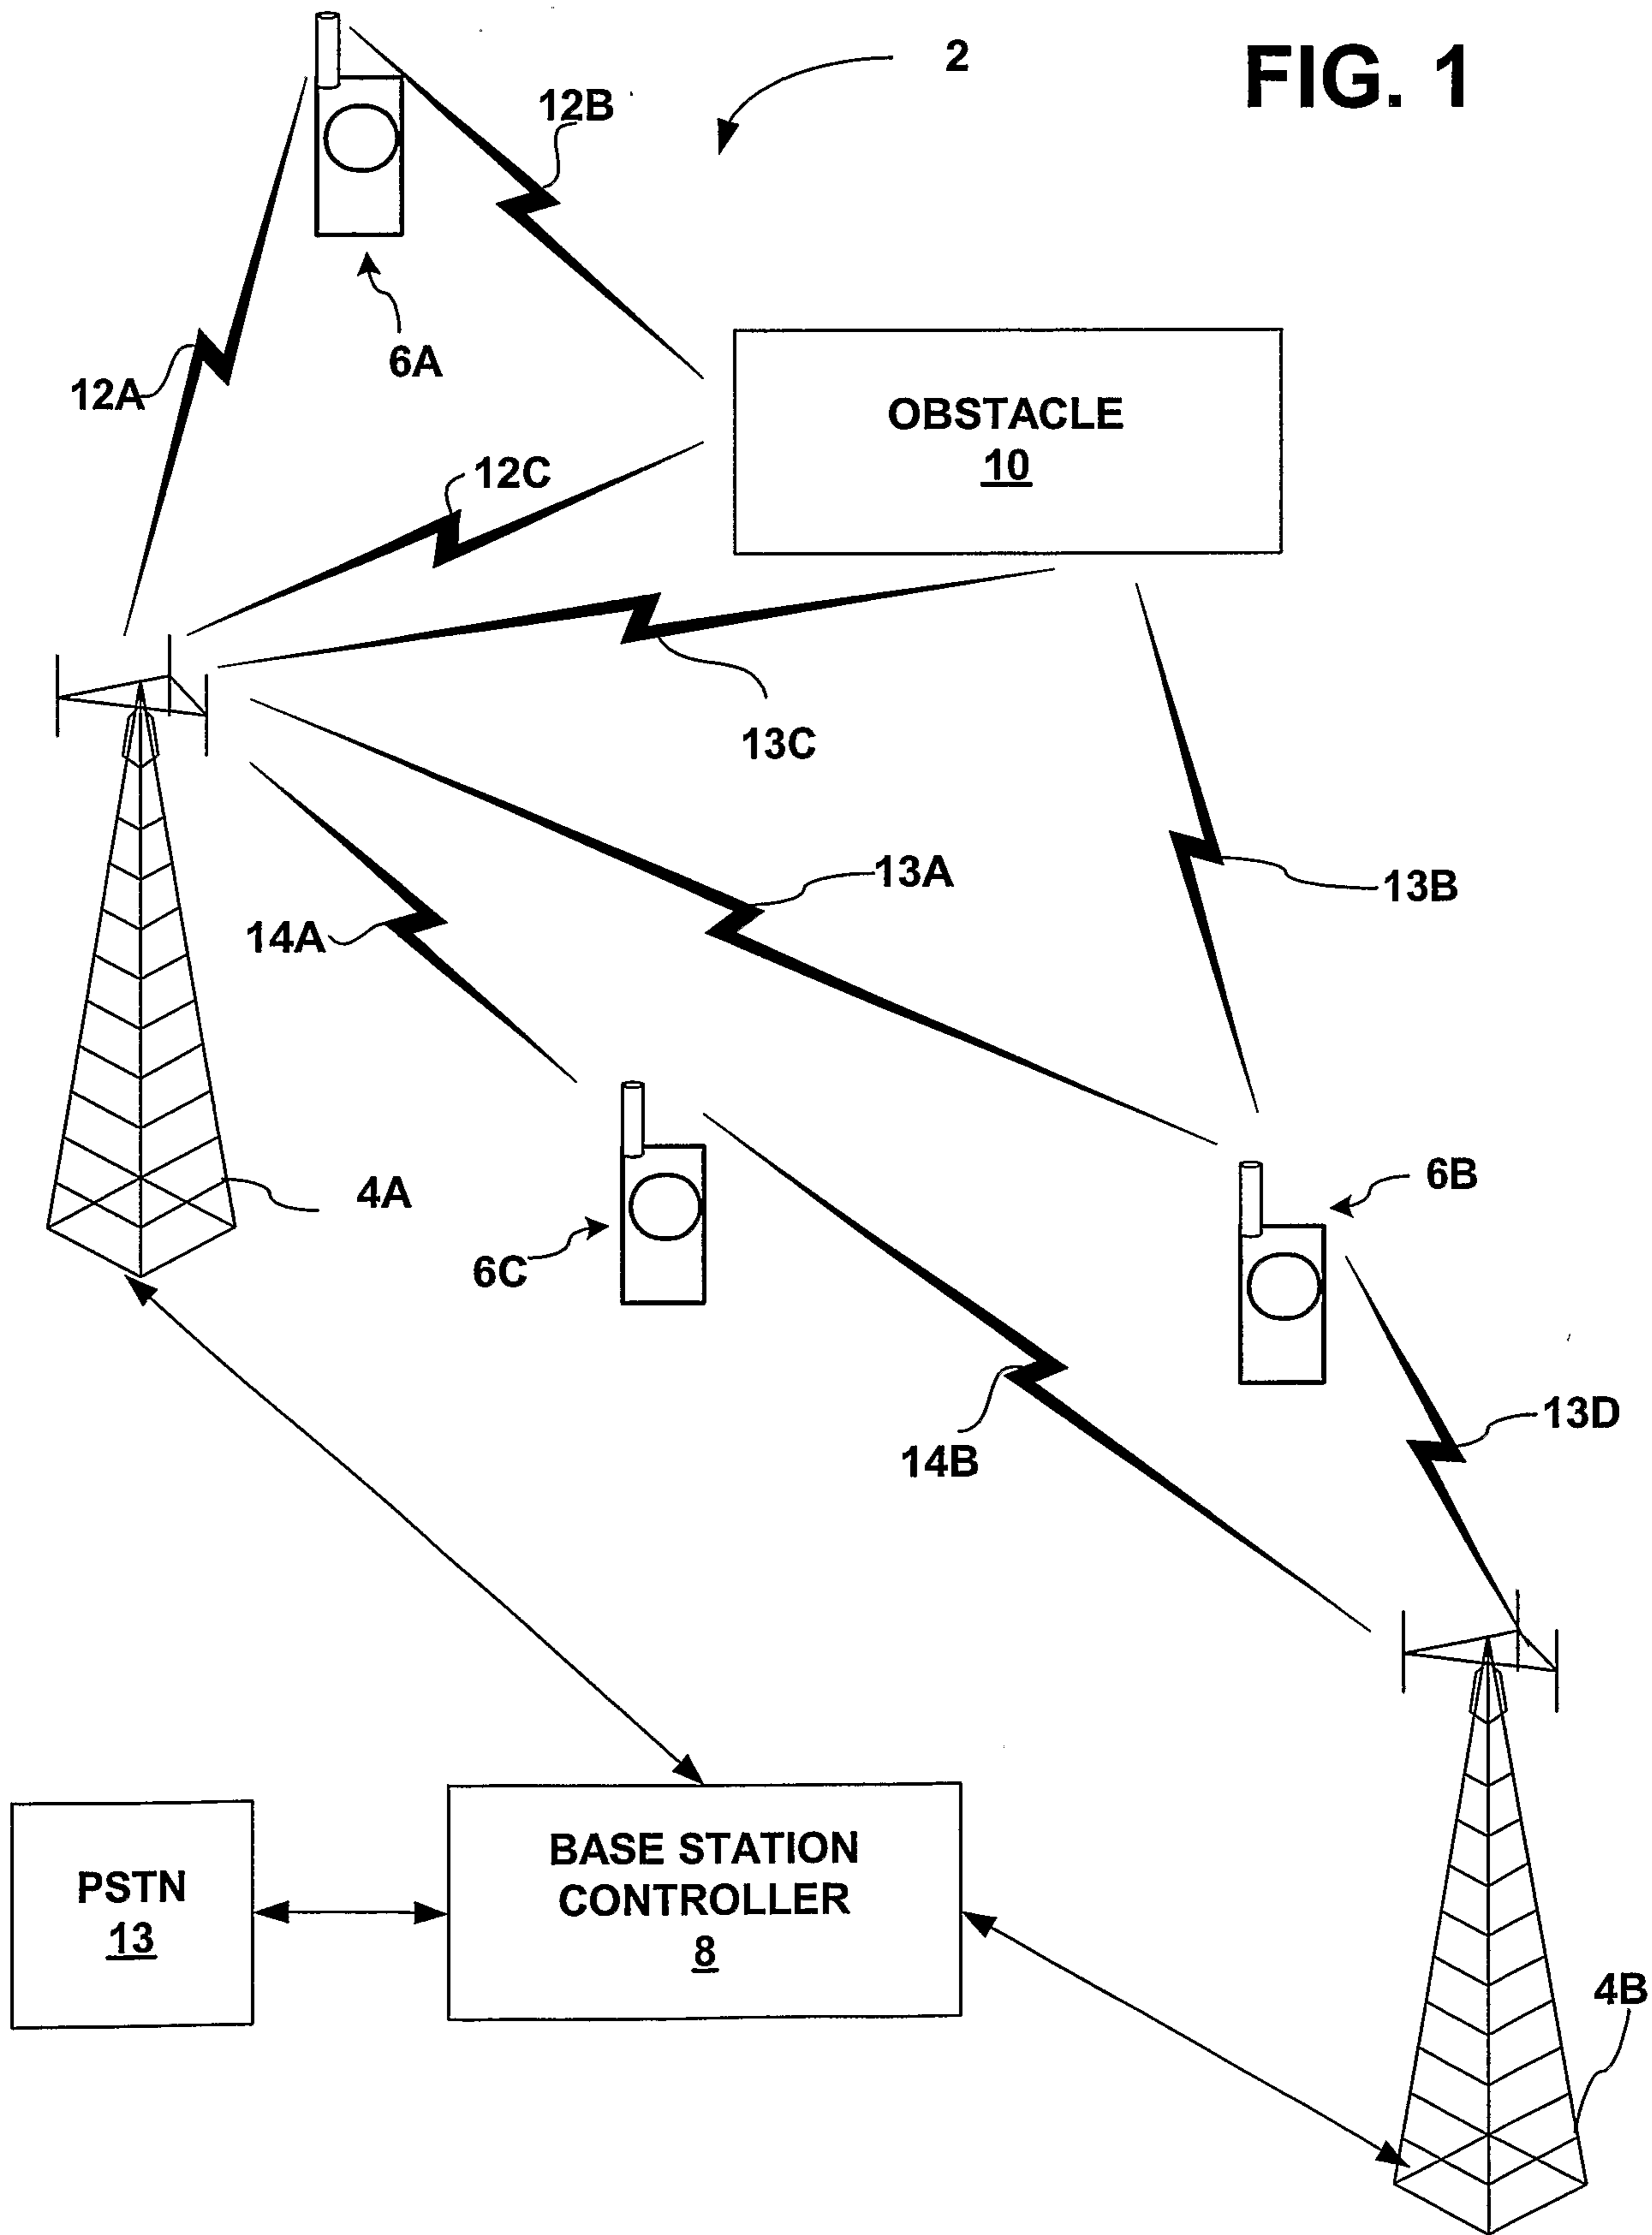 FIG. 1
2
12B
6A
12A
OBSTACLE
10
12C
13C
13A
13B
14A
4A
6B
6C
13D
14B
BASE STATION
CONTROLLER
8
PSTN
13
4B